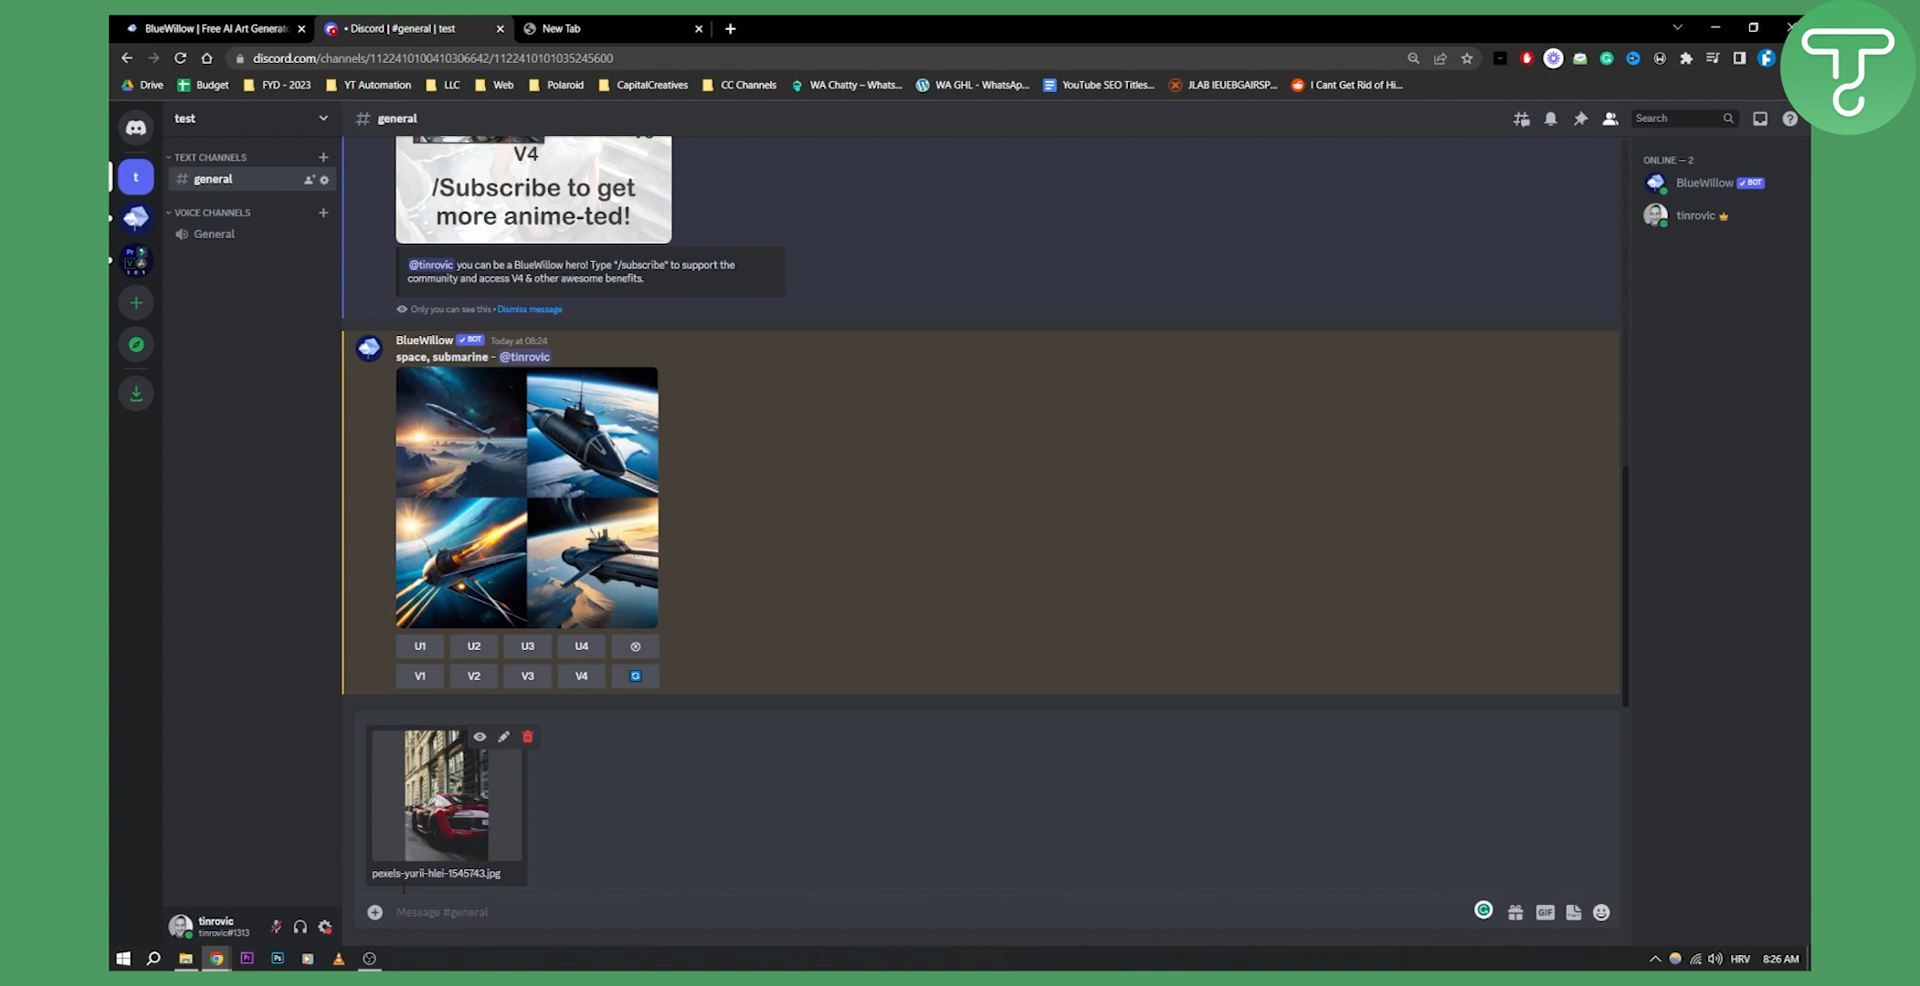 BlueWillow | Free AI Art Generato
• Discord | #general | test
New Tab
discord.com/channels/1122410100410306642/1122410101035245600
Drive
Budget
FYD - 2023
YT Automation
LLC
Web
Polaroid
CapitalCreatives
CC Channels
WA Chatty – Whats...
WA GHL - WhatsAp...
YouTube SEO Titles...
JLAB IEUEBGAIRSP...
I Cant Get Rid of Hi...
test
# general
Search
TEXT CHANNELS
# general
VOICE CHANNELS
General
t
V4
/Subscribe to get
more anime-ted!
@tinrovic you can be a BlueWillow hero! Type "/subscribe" to support the
community and access V4 & other awesome benefits.
Only you can see this • Dismiss message
BlueWillow BOT Today at 08:24
space, submarine - @tinrovic
U1 U2 U3 U4
V1 V2 V3 V4
pexels-yurii-hlei-1545743.jpg
Message #general
GIF
ONLINE — 2
BlueWillow BOT
tinrovic
tinrovic
tinrovic#1313
HRV
8:26 AM